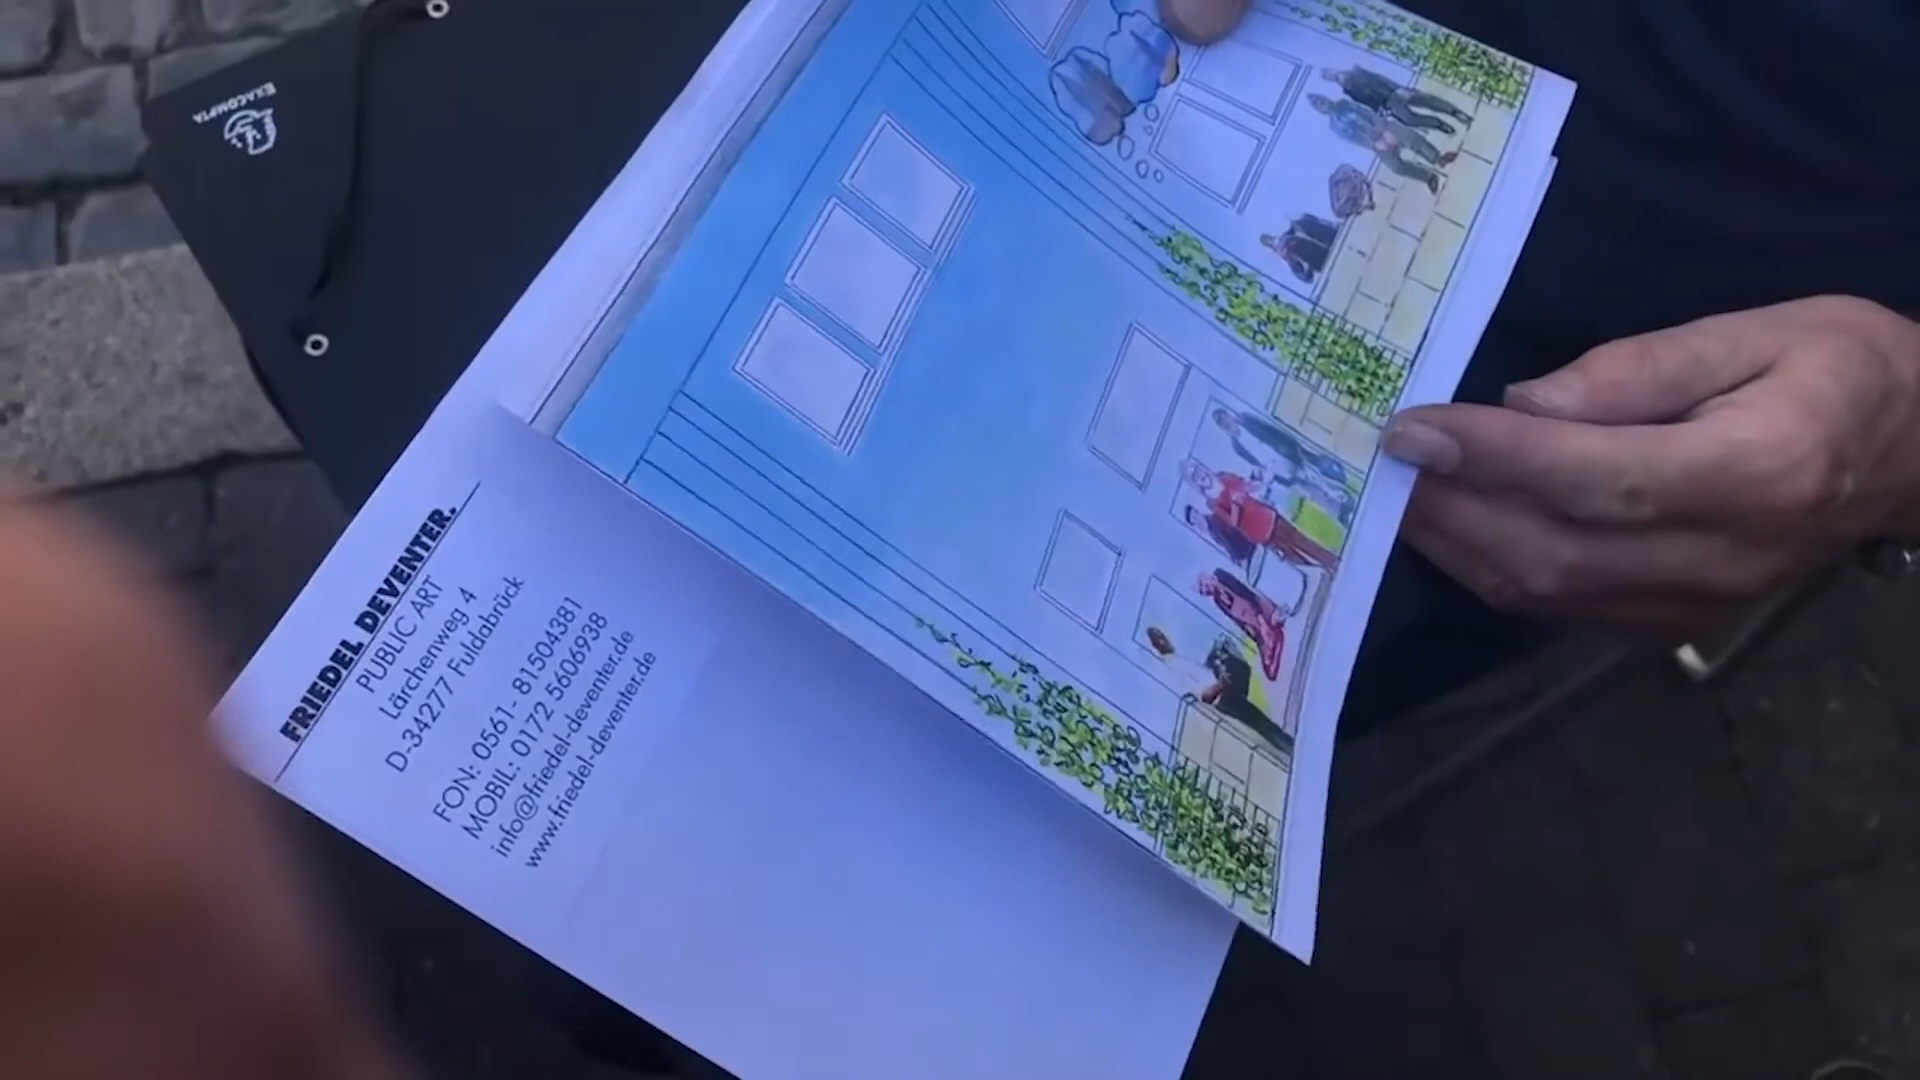 EXACOMPTA
FRIEDEL DEVENTER.
PUBLIC ART
Lärchenweg 4
D-34277 Fuldabrück
FON: 0561- 81504381
MOBIL: 0172 5606938
info@friedel-deventer.de
www.friedel-deventer.de